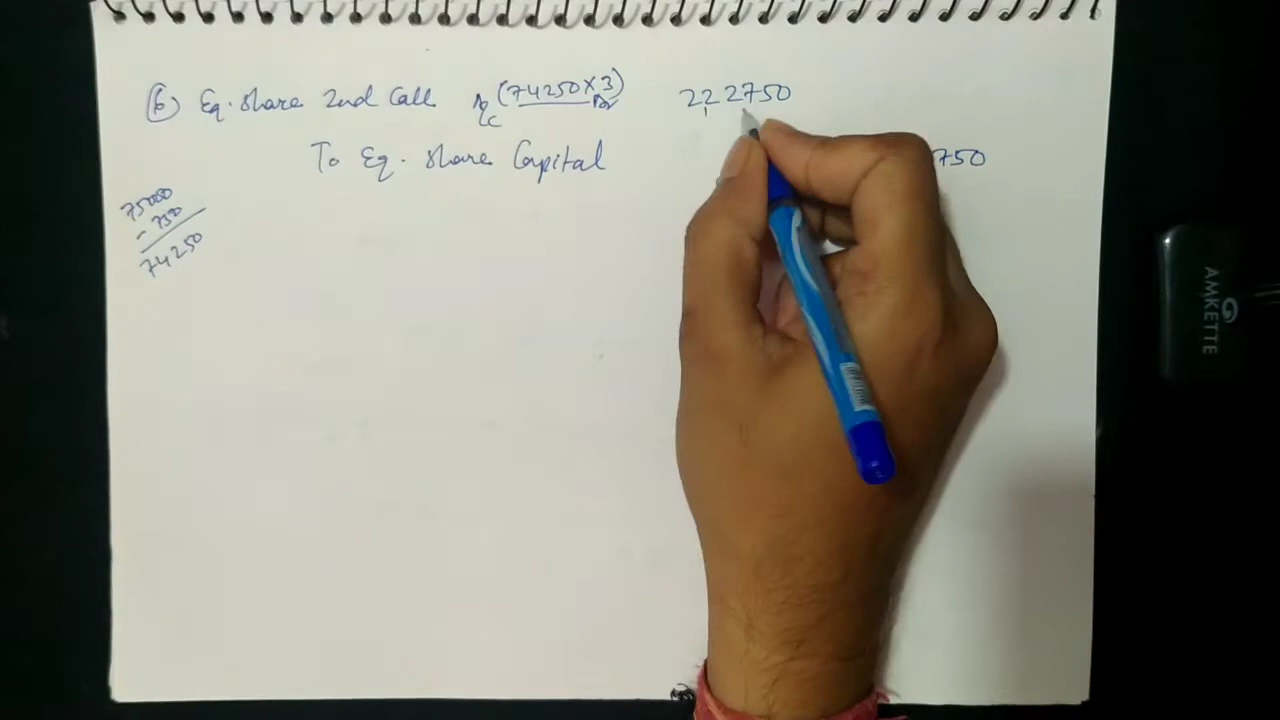 (6) Eq. Share 2nd Call A/c (74250×3) Dr 222750
To Eq. Share Capital 750
75000
- 750
74250
AMKETTE